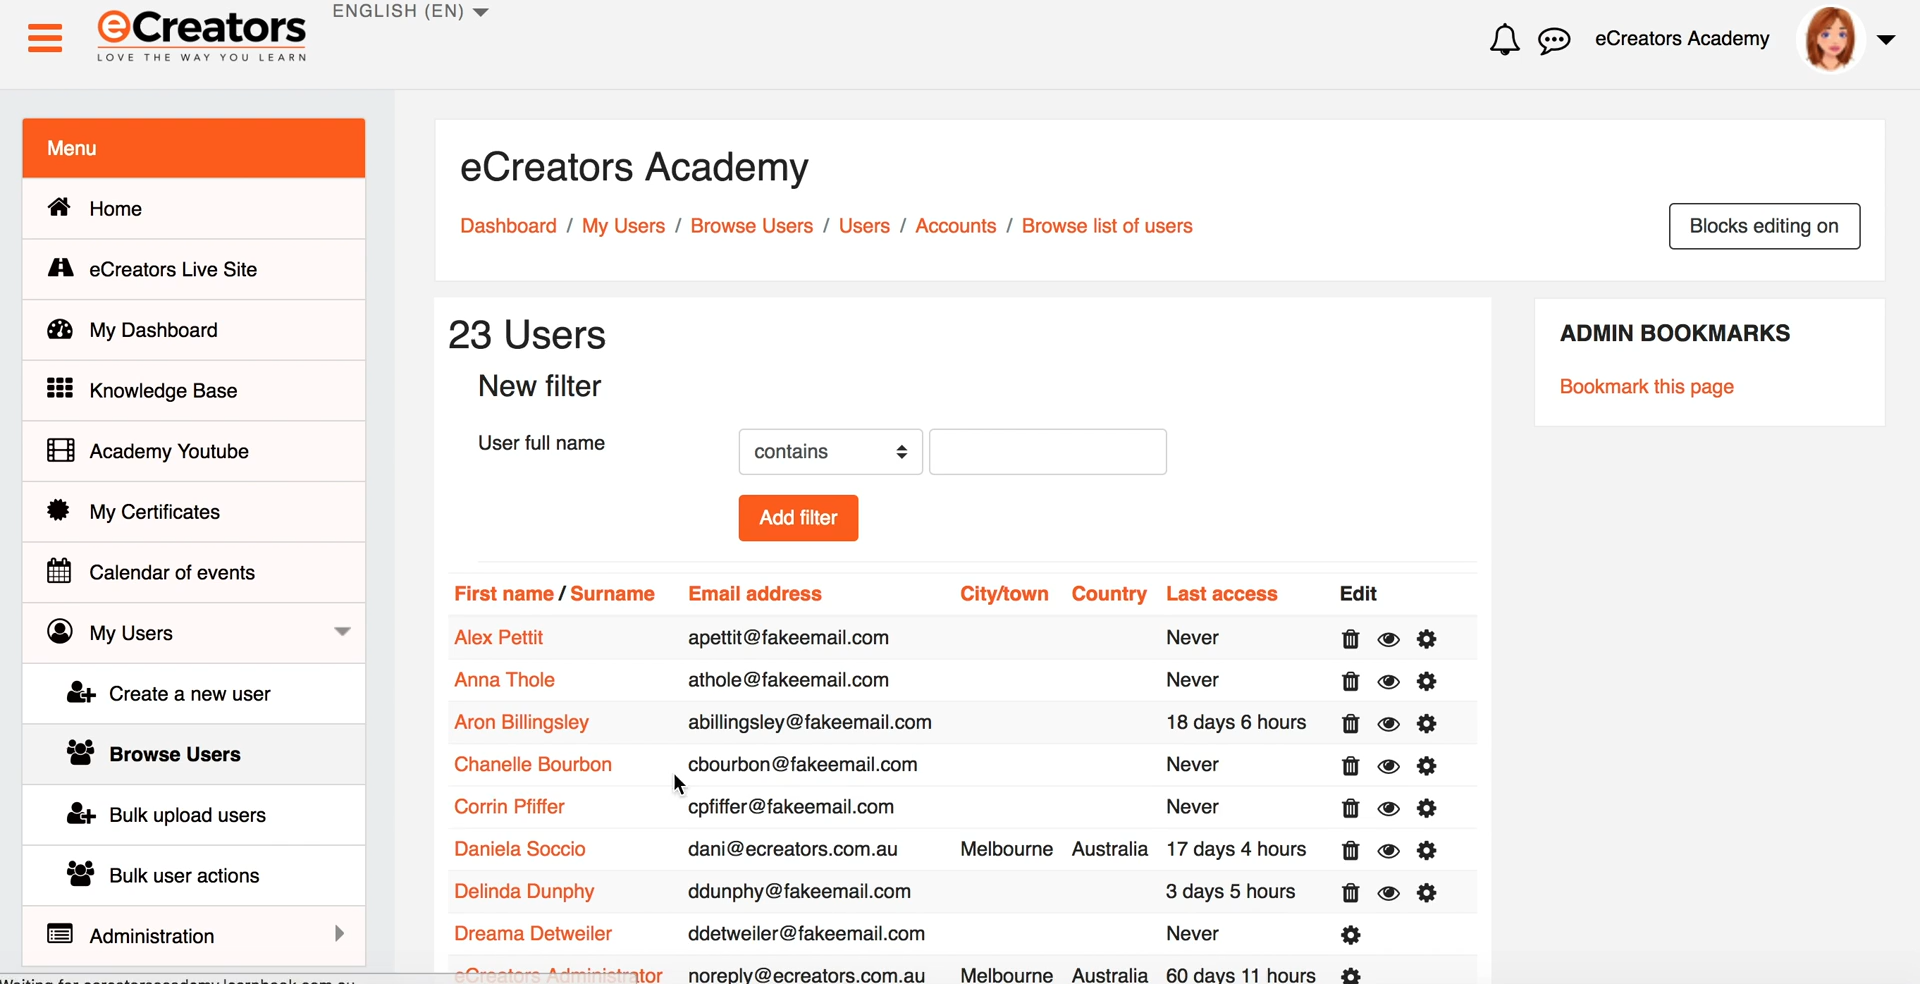 eCreators
LOVE THE WAY YOU LEARN
ENGLISH (EN)
eCreators Academy
Menu
Home
eCreators Live Site
My Dashboard
Knowledge Base
Academy Youtube
My Certificates
Calendar of events
My Users
Create a new user
Browse Users
Bulk upload users
Bulk user actions
Administration
eCreators Academy
Dashboard / My Users / Browse Users / Users / Accounts / Browse list of users
Blocks editing on
23 Users
New filter
User full name
contains
Add filter
First name / Surname Email address City/town Country Last access Edit
Alex Pettit apettit@fakeemail.com Never
Anna Thole athole@fakeemail.com Never
Aron Billingsley abillingsley@fakeemail.com 18 days 6 hours
Chanelle Bourbon cbourbon@fakeemail.com Never
Corrin Pfiffer cpfiffer@fakeemail.com Never
Daniela Soccio dani@ecreators.com.au Melbourne Australia 17 days 4 hours
Delinda Dunphy ddunphy@fakeemail.com 3 days 5 hours
Dreama Detweiler ddetweiler@fakeemail.com Never
eCreators Administrator noreply@ecreators.com.au Melbourne Australia 60 days 11 hours
ADMIN BOOKMARKS
Bookmark this page